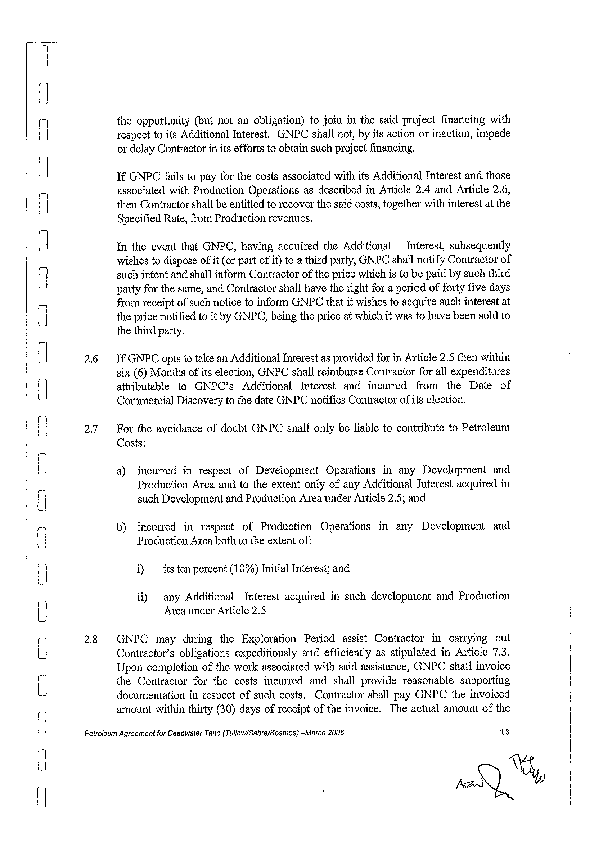 the opportunity (but not an obligation) to join in the said project financing with
respect to its Additional Interest. GNPC shall not, by its action or inaction, impede
or delay Contractor in its efforts to obtain such project financing.
If GNPC fails to pay for the costs associated with its Additional Interest and those
associated with Production Operations as described in Article 2.4 and Article 2.6,
then Contractor shall be entitled to recover the said costs, together with interest at the
Specified Rate, from Production revenues.
In the event that GNPC, having acquired the Additional Interest, subsequently
wishes to dispose of it (or part of it) to a third party, GNPC shall notify Contractor of
such intent and shall inform Contractor of the price which is to be paid by such third
party for the same, and Contractor shall have the right for a period of forty five days
from receipt of such notice to inform GNPC that it wishes to acquire such interest at
the price notified to it by GNPC, being the price at which it was to have been sold to
the third party.
2.6 If GNPC opts to take an Additional Interest as provided for in Article 2.5 then within
six (6) Months of its election, GNPC shall reimburse Contractor for all expenditures
attributable to GNPC's Additional Interest and incurred from the Date of
Commercial Discovery to the date GNPC notifies Contractor of its election.
2.7 For the avoidance of doubt GNPC shall only be liable to contribute to Petroleum
Costs:
a) incurred in respect of Development Operations in any Development and
Production Area and to the extent only of any Additional Interest acquired in
such Development and Production Area under Article 2.5; and
b) incurred in respect of Production Operations in any Development and
Production Area both to the extent of:
i) its ten percent (10%) Initial Interest; and
ii) any Additional Interest acquired in such development and Production
Area under Article 2.5
2.8 GNPC may during the Exploration Period assist Contractor in carrying out
Contractor's obligations expeditiously and efficiently as stipulated in Article 7.3.
Upon completion of the work associated with said assistance, GNPC shall invoice
the Contractor for the costs incurred and shall provide reasonable supporting
documentation in respect of such costs. Contractor shall pay GNPC the invoiced
amount within thirty (30) days of receipt of the invoice. The actual amount of the
Petroleum Agreement for Deepwater Tano (Tullow/Sabre/Kosmos) –March 2006
13